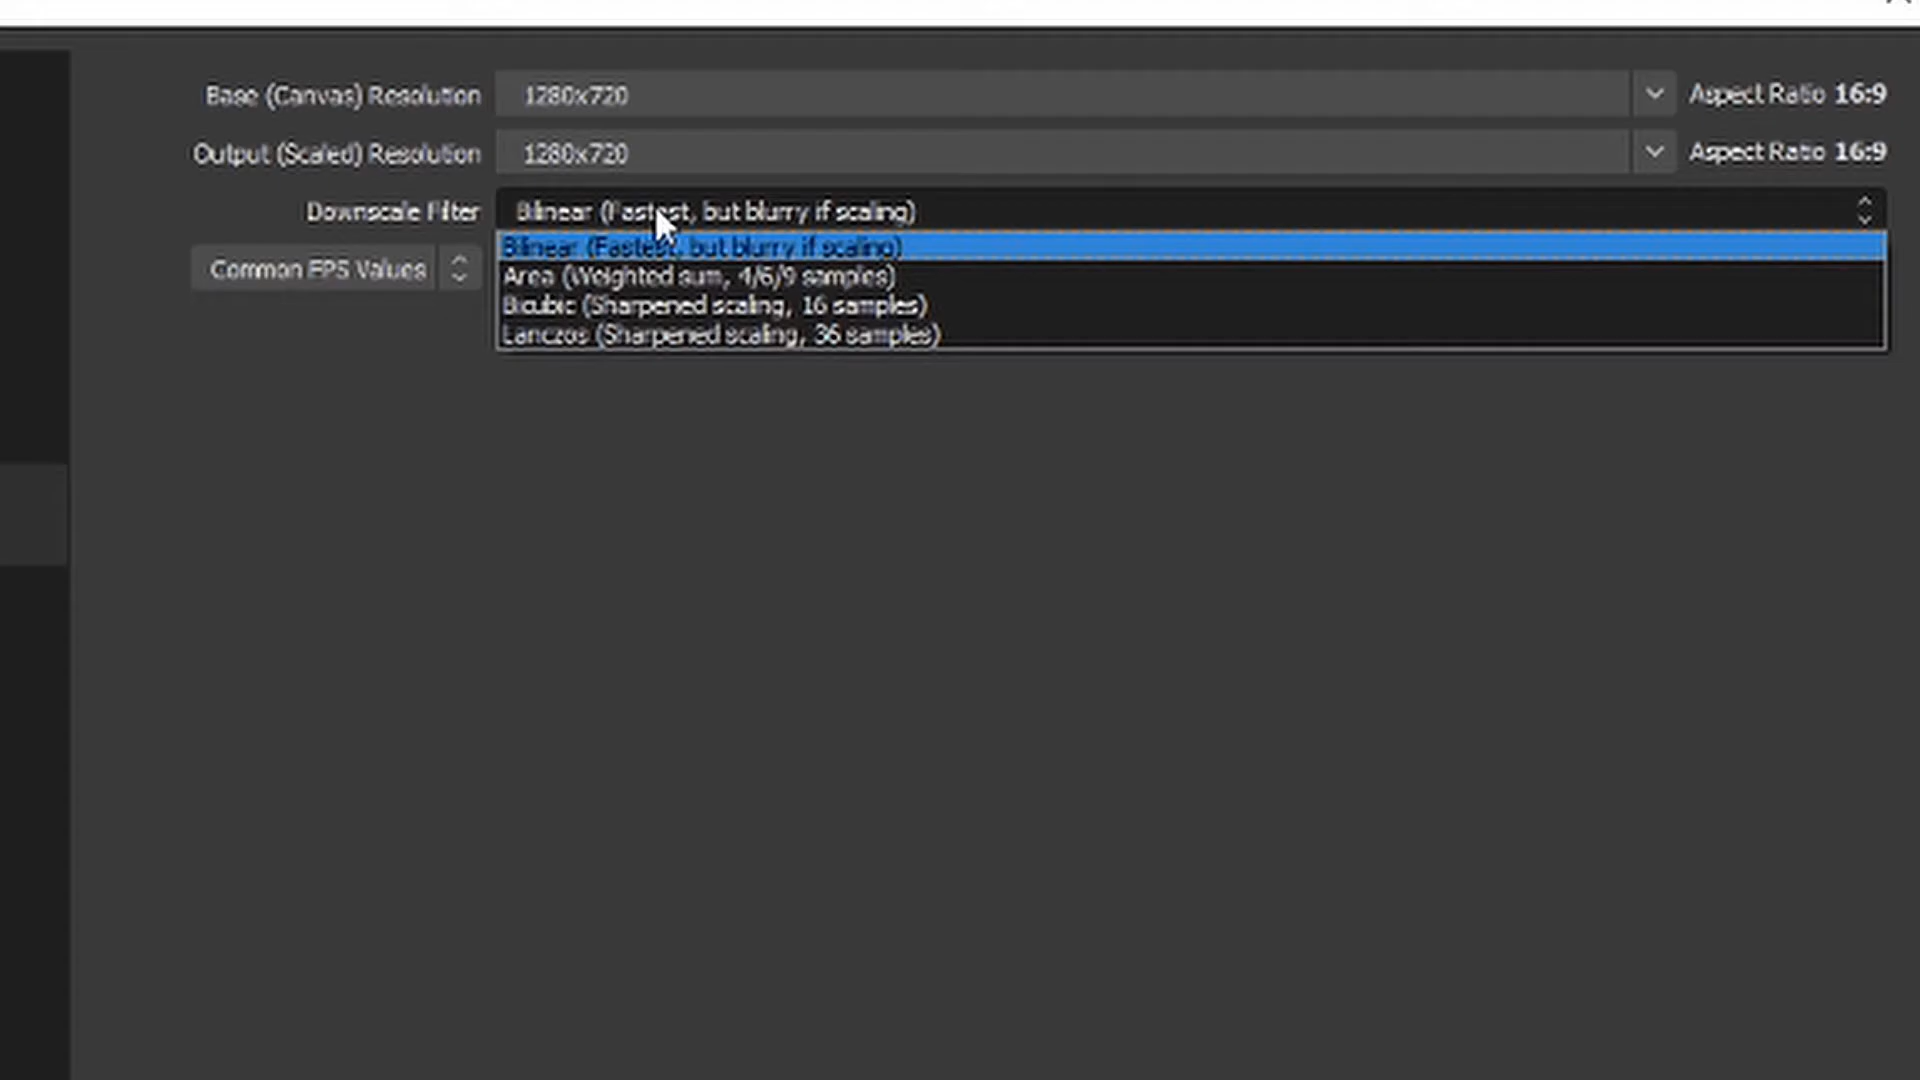 Base (Canvas) Resolution 1280x720 Aspect Ratio 16:9
Output (Scaled) Resolution 1280x720 Aspect Ratio 16:9
Downscale Filter Bilinear (Fastest, but blurry if scaling)
Bilinear (Fastest, but blurry if scaling)
Common FPS Values
Area (Weighted sum, 4/6/9 samples)
Bicubic (Sharpened scaling, 16 samples)
Lanczos (Sharpened scaling, 36 samples)